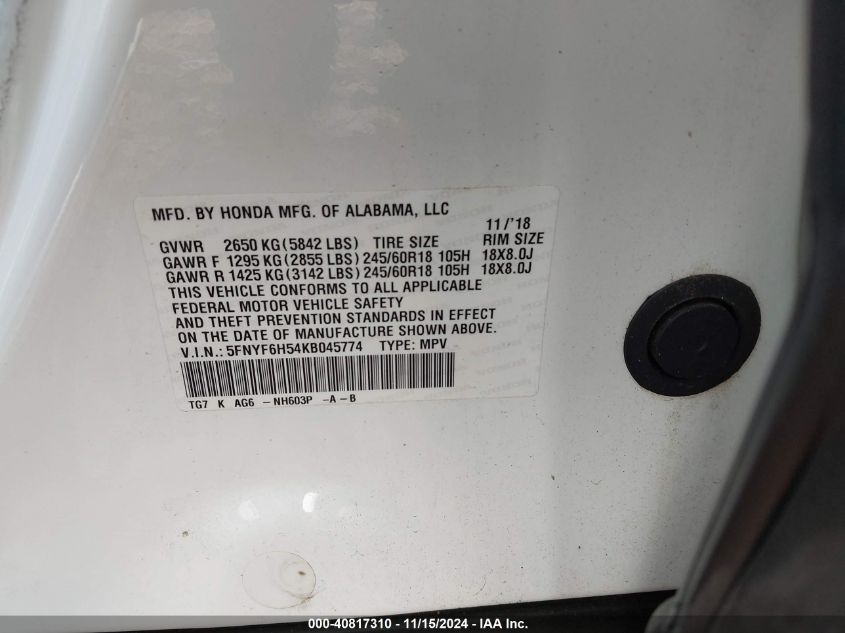 MFD. BY HONDA MFG. OF ALABAMA, LLC
11/'18
GVWR 2650 KG (5842 LBS) TIRE SIZE RIM SIZE
GAWR F 1295 KG (2855 LBS) 245/60R18 105H 18X8.0J
GAWR R 1425 KG (3142 LBS) 245/60R18 105H 18X8.0J
THIS VEHICLE CONFORMS TO ALL APPLICABLE
FEDERAL MOTOR VEHICLE SAFETY
AND THEFT PREVENTION STANDARDS IN EFFECT
ON THE DATE OF MANUFACTURE SHOWN ABOVE.
V.I.N.: 5FNYF6H54KB045774 TYPE: MPV
TG7 K AG6 - NH603P -A-B
000-40817310 - 11/15/2024 - IAA Inc.